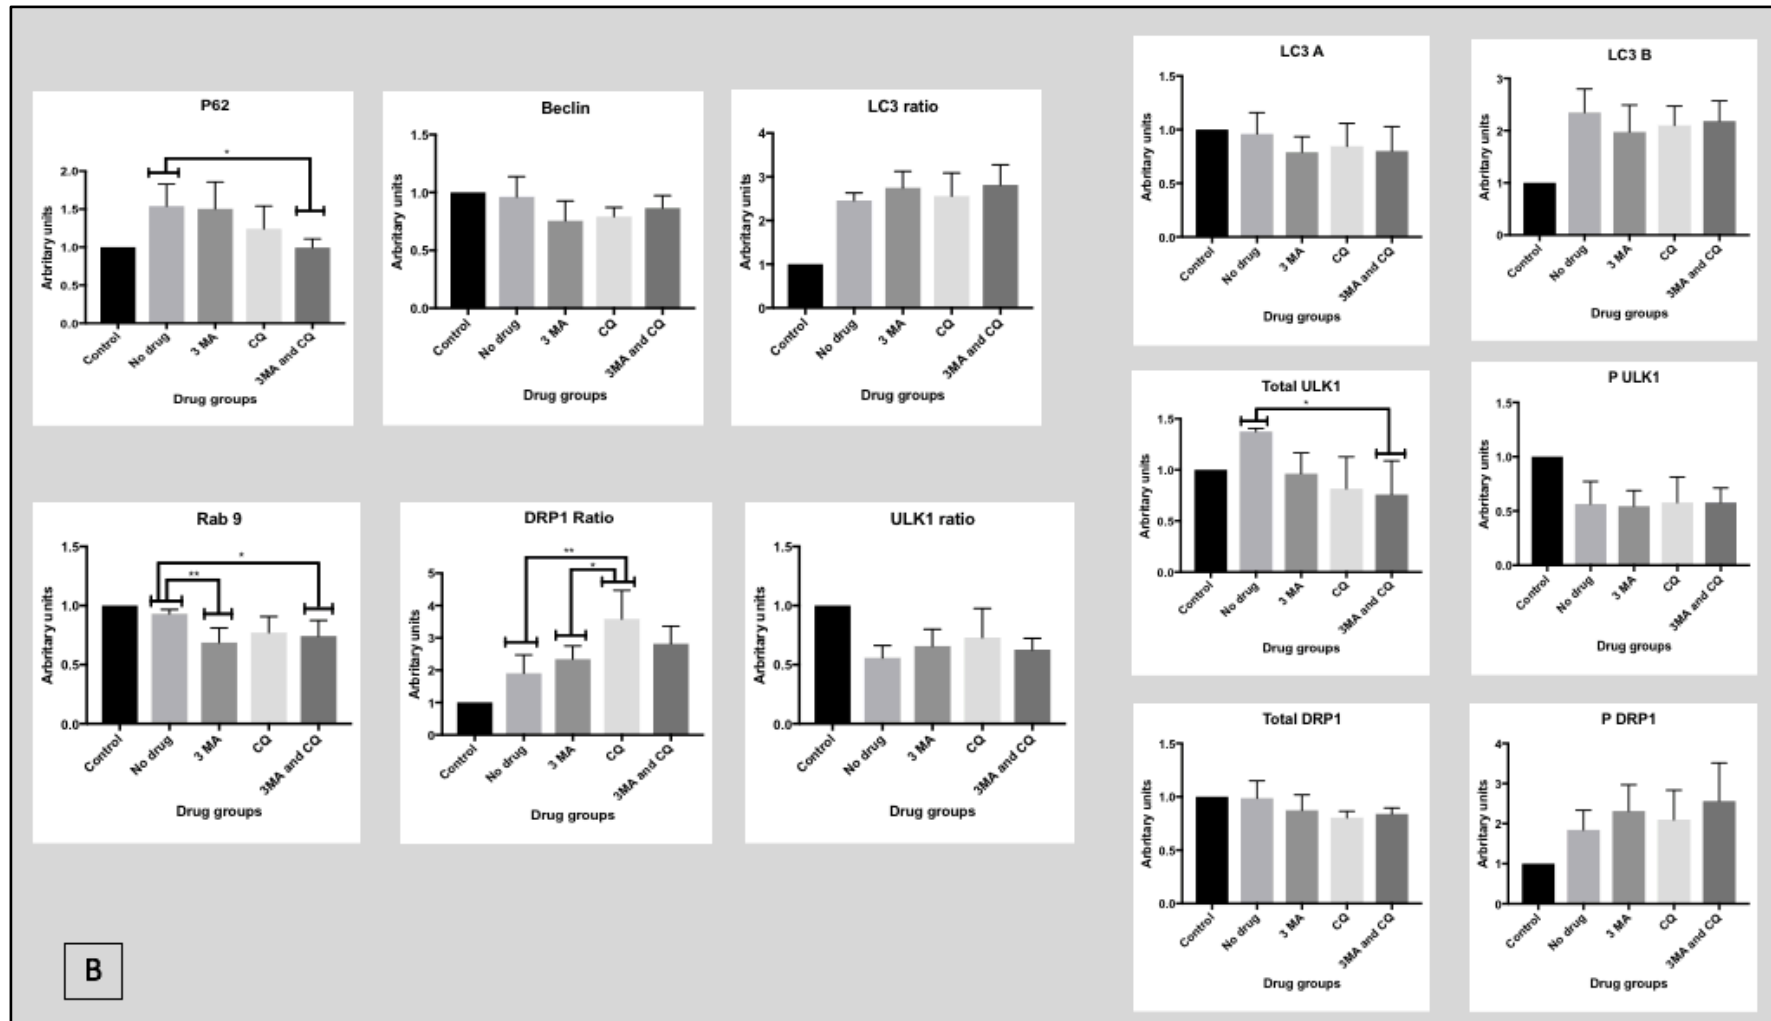 P62
Arbritary units
2.0
1.5
1.0
0.5
0.0
*
Control
No drug
3 MA
CQ
3MA and CQ
Drug groups
Beclin
Arbritary units
1.5
1.0
0.5
0.0
Control
No drug
3 MA
CQ
3MA and CQ
Drug groups
LC3 ratio
Arbritary units
4
3
2
1
0
Control
No drug
3 MA
CQ
3MA and CQ
Drug groups
LC3 A
Arbritary units
1.5
1.0
0.5
0.0
Control
No drug
3 MA
CQ
3MA and CQ
Drug groups
LC3 B
Arbritary units
3
2
1
0
Control
No drug
3 MA
CQ
3MA and CQ
Drug groups
Total ULK1
Arbritary units
1.5
1.0
0.5
0.0
*
Control
No drug
3 MA
CQ
3MA and CQ
Drug groups
P ULK1
Arbritary units
1.5
1.0
0.5
0.0
Control
No drug
3 MA
CQ
3MA and CQ
Drug groups
Rab 9
Arbritary units
1.5
1.0
0.5
0.0
*
**
Control
No drug
3 MA
CQ
3MA and CQ
Drug groups
DRP1 Ratio
Arbritary units
5
4
3
2
1
0
**
*
Control
No drug
3 MA
CQ
3MA and CQ
Drug groups
ULK1 ratio
Arbritary units
1.5
1.0
0.5
0.0
Control
No drug
3 MA
CQ
3MA and CQ
Drug groups
Total DRP1
Arbritary units
1.5
1.0
0.5
0.0
Control
No drug
3 MA
CQ
3MA and CQ
Drug groups
P DRP1
Arbritary units
4
3
2
1
0
Control
No drug
3 MA
CQ
3MA and CQ
Drug groups
B